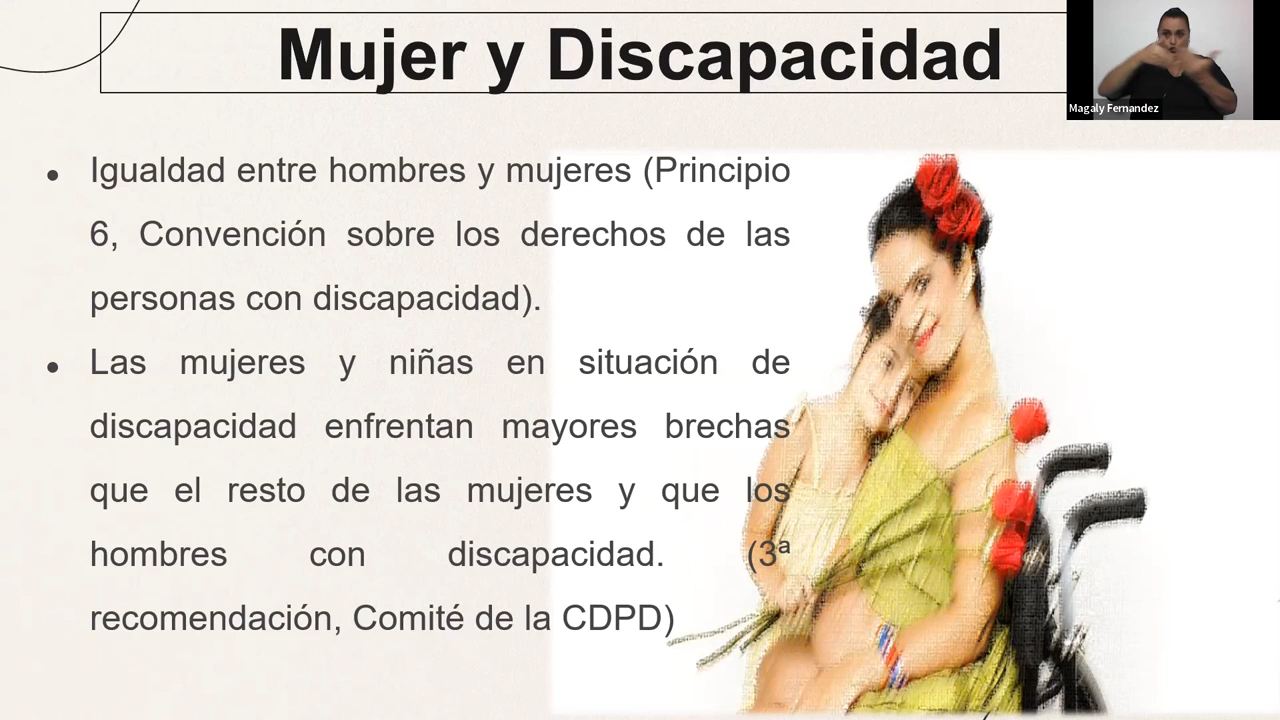 Mujer y Discapacidad
Magaly Fernandez
• Igualdad entre hombres y mujeres (Principio
6, Convención sobre los derechos de las
personas con discapacidad).
• Las mujeres y niñas en situación de
discapacidad enfrentan mayores brechas
que el resto de las mujeres y que los
hombres con discapacidad. (3ª
recomendación, Comité de la CDPD)